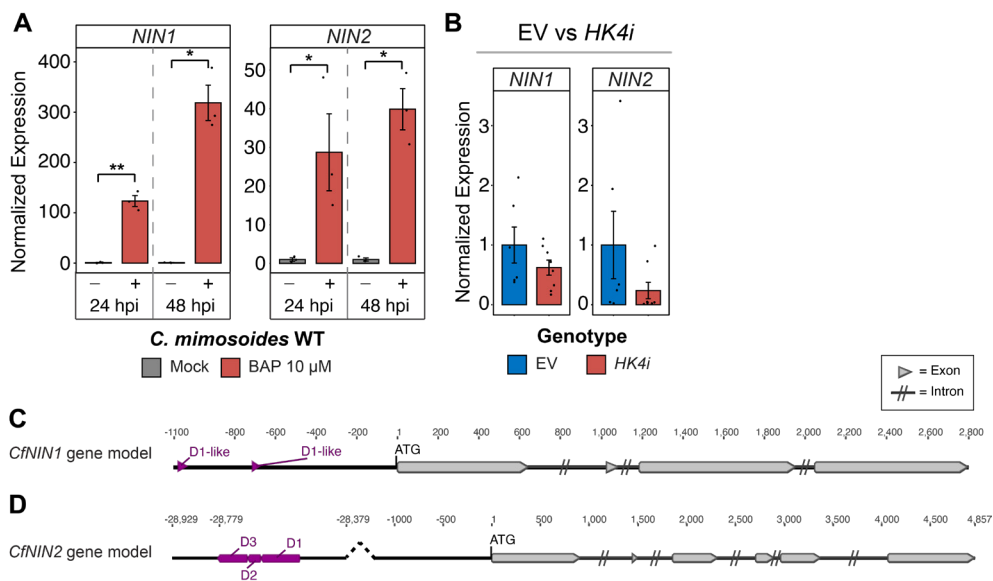 A
NIN1
NIN2
Normalized Expression
400
300
200
100
0
50
40
30
20
10
0
*
**
*
*
– + – +
24 hpi 48 hpi
– + – +
24 hpi 48 hpi
C. mimosoides WT
Mock BAP 10 µM
B
EV vs HK4i
NIN1
NIN2
Normalized Expression
3
2
1
0
3
2
1
0
Genotype
EV HK4i
= Exon
= Intron
C
-1100 -800 -600 -400 -200 1 200 400 600 800 1,000 1,200 1,400 1,600 1,800 2,000 2,200 2,400 2,600 2,800
CfNIN1 gene model
D1-like D1-like
ATG
D
-28,929 -28,779 -28,379 -1000 -500 1 500 1,000 1,500 2,000 2,500 3,000 3,500 4,000 4,500 4,857
CfNIN2 gene model
D3 D1
D2
ATG